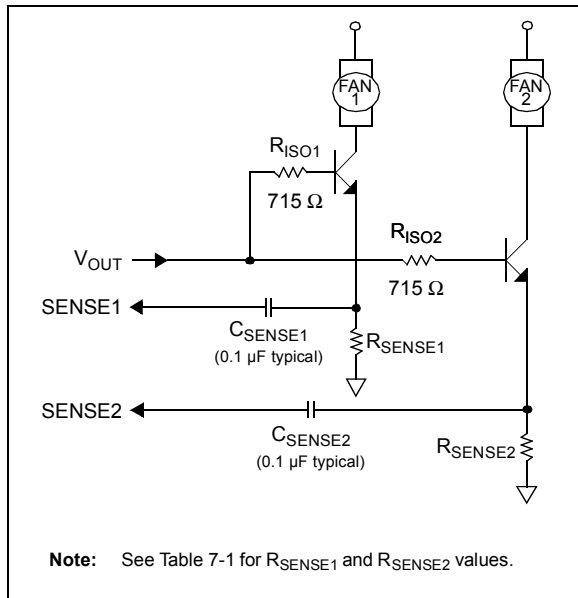 FAN
1
FAN
2
R_ISO1
715 Ω
R_ISO2
715 Ω
V_OUT
SENSE1
C_SENSE1
(0.1 µF typical)
R_SENSE1
SENSE2
C_SENSE2
(0.1 µF typical)
R_SENSE2
Note: See Table 7-1 for R_SENSE1 and R_SENSE2 values.